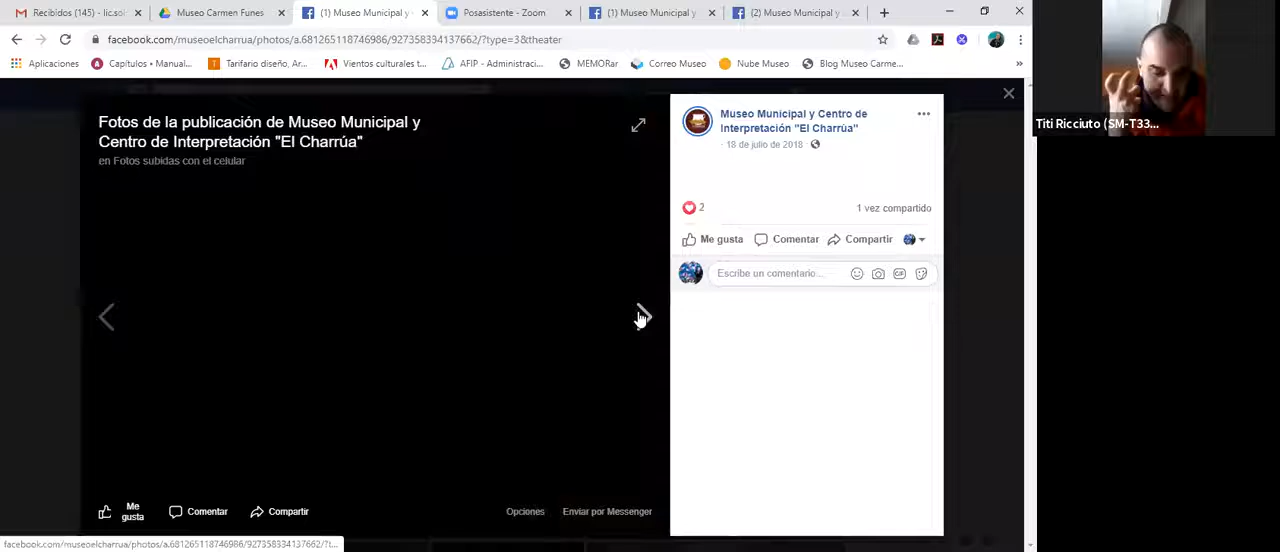 Recibidos (145) - lic.sol
Museo Carmen Funes
(1) Museo Municipal y
Posasistente - Zoom
(1) Museo Municipal y
(2) Museo Municipal y
facebook.com/museoelcharrua/photos/a.681265118746986/927358334137662/?type=3&theater
Aplicaciones
Capítulos • Manual...
Tarifario diseño, Ar...
Vientos culturales t...
AFIP - Administraci...
MEMORar
Correo Museo
Nube Museo
Blog Museo Carme...
»
Fotos de la publicación de Museo Municipal y
Centro de Interpretación "El Charrúa"
en Fotos subidas con el celular
Museo Municipal y Centro de
Interpretación "El Charrúa"
· 18 de julio de 2018 ·
2
1 vez compartido
Me gusta
Comentar
Compartir
Escribe un comentario...
GIF
Me
gusta
Comentar
Compartir
Opciones
Enviar por Messenger
facebook.com/museoelcharrua/photos/a.681265118746986/927358334137662/?t...
Titi Ricciuto (SM-T33...